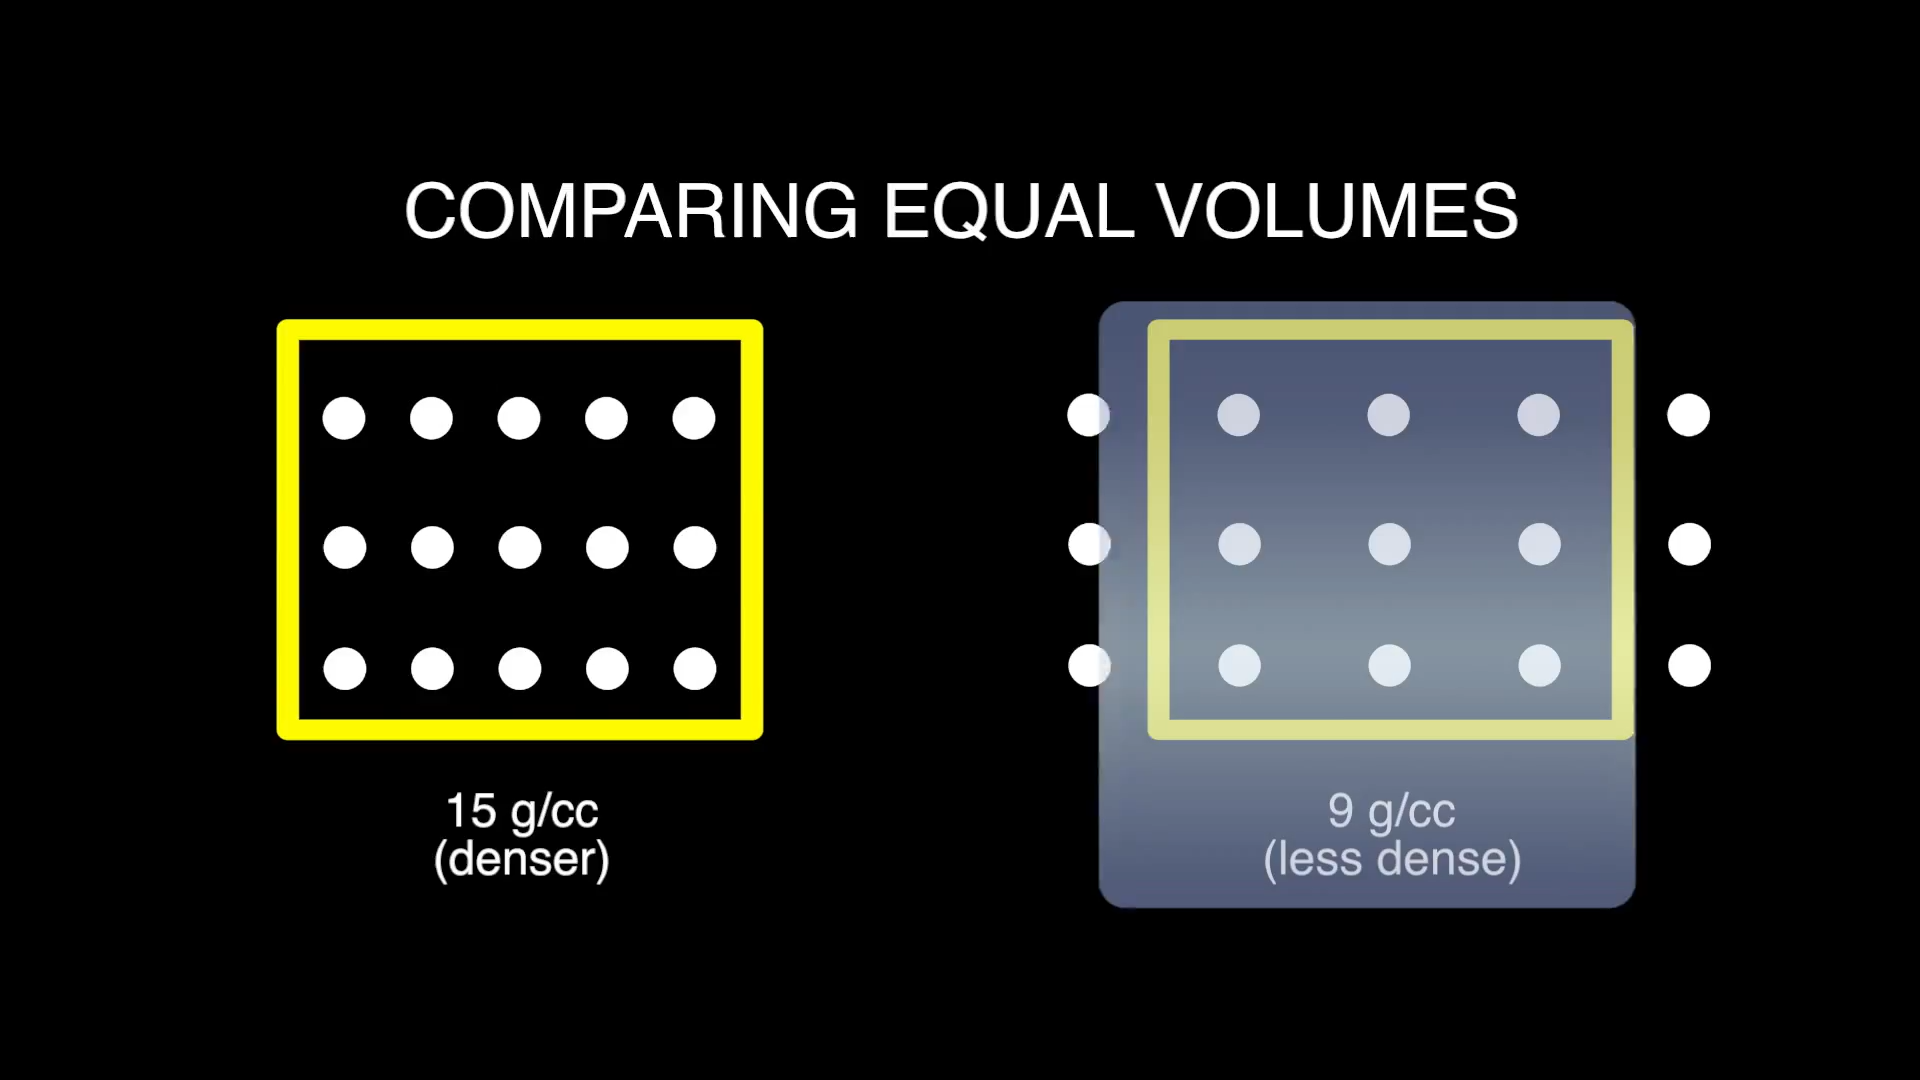 COMPARING EQUAL VOLUMES
15 g/cc
(denser)
9 g/cc
(less dense)